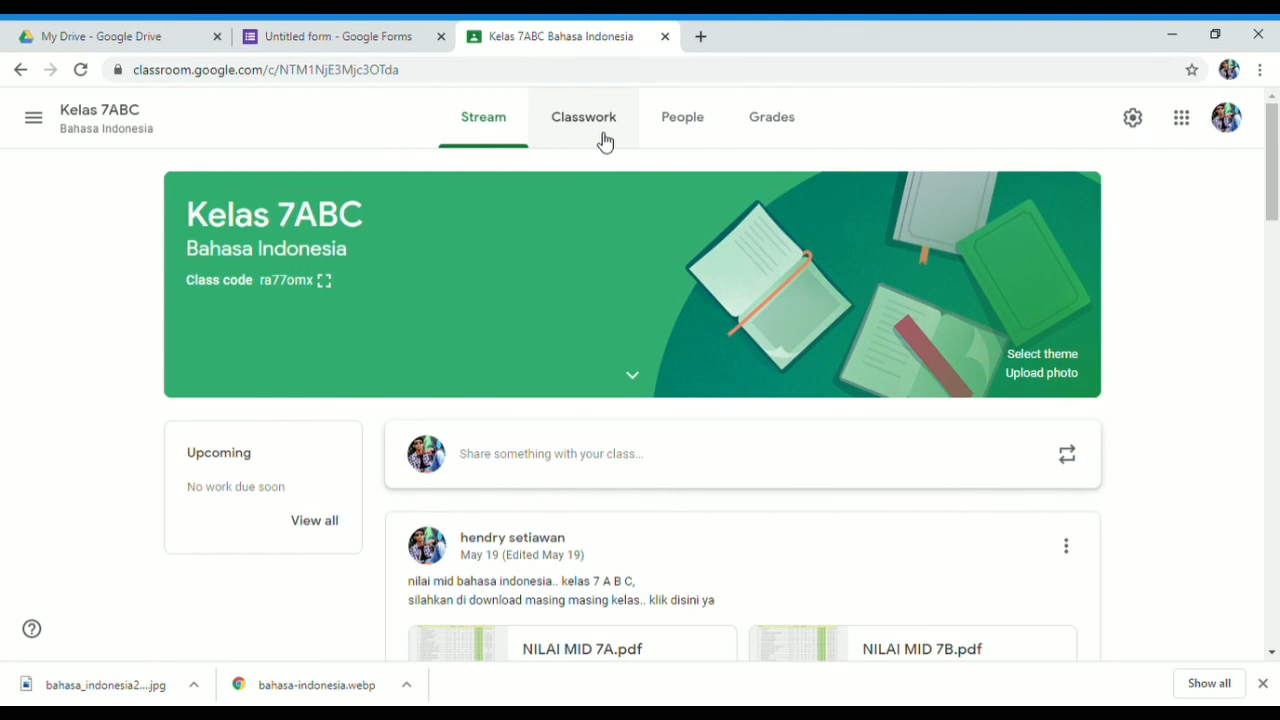 My Drive - Google Drive
Untitled form - Google Forms
Kelas 7ABC Bahasa Indonesia
classroom.google.com/c/NTM1NjE3Mjc3OTda
Kelas 7ABC
Bahasa Indonesia
Stream
Classwork
People
Grades
Kelas 7ABC
Bahasa Indonesia
Class code ra77omx
Select theme
Upload photo
Upcoming
No work due soon
View all
Share something with your class...
hendry setiawan
May 19 (Edited May 19)
nilai mid bahasa indonesia.. kelas 7 A B C,
silahkan di download masing masing kelas.. klik disini ya
NILAI MID 7A.pdf
NILAI MID 7B.pdf
bahasa_indonesia2....jpg
bahasa-indonesia.webp
Show all